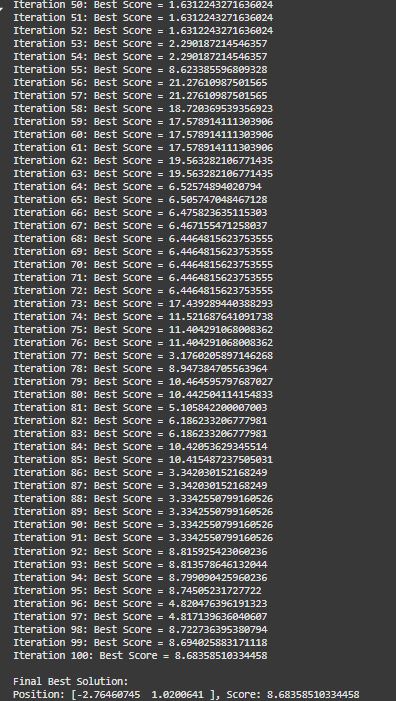 Iteration 50: Best Score = 1.6312243271636024
Iteration 51: Best Score = 1.6312243271636024
Iteration 52: Best Score = 1.6312243271636024
Iteration 53: Best Score = 2.290187214546357
Iteration 54: Best Score = 2.290187214546357
Iteration 55: Best Score = 8.623385596809328
Iteration 56: Best Score = 21.27610987501565
Iteration 57: Best Score = 21.27610987501565
Iteration 58: Best Score = 18.720369539356923
Iteration 59: Best Score = 17.578914111303906
Iteration 60: Best Score = 17.578914111303906
Iteration 61: Best Score = 17.578914111303906
Iteration 62: Best Score = 19.563282106771435
Iteration 63: Best Score = 19.563282106771435
Iteration 64: Best Score = 6.52574894020794
Iteration 65: Best Score = 6.505747048467128
Iteration 66: Best Score = 6.475823635115303
Iteration 67: Best Score = 6.467155471258037
Iteration 68: Best Score = 6.4464815623753555
Iteration 69: Best Score = 6.4464815623753555
Iteration 70: Best Score = 6.4464815623753555
Iteration 71: Best Score = 6.4464815623753555
Iteration 72: Best Score = 6.4464815623753555
Iteration 73: Best Score = 17.439289440388293
Iteration 74: Best Score = 11.521687641091738
Iteration 75: Best Score = 11.404291068008362
Iteration 76: Best Score = 11.404291068008362
Iteration 77: Best Score = 3.1760205897146268
Iteration 78: Best Score = 8.947384705563964
Iteration 79: Best Score = 10.464595797687027
Iteration 80: Best Score = 10.442504114154833
Iteration 81: Best Score = 5.105842200007003
Iteration 82: Best Score = 6.186233206777981
Iteration 83: Best Score = 6.186233206777981
Iteration 84: Best Score = 10.42053629345514
Iteration 85: Best Score = 10.415487237505031
Iteration 86: Best Score = 3.342030152168249
Iteration 87: Best Score = 3.342030152168249
Iteration 88: Best Score = 3.3342550799160526
Iteration 89: Best Score = 3.3342550799160526
Iteration 90: Best Score = 3.3342550799160526
Iteration 91: Best Score = 3.3342550799160526
Iteration 92: Best Score = 8.815925423060236
Iteration 93: Best Score = 8.813578646132044
Iteration 94: Best Score = 8.799090425960236
Iteration 95: Best Score = 8.74505231727722
Iteration 96: Best Score = 4.820476396191323
Iteration 97: Best Score = 4.817139636040607
Iteration 98: Best Score = 8.722736395380794
Iteration 99: Best Score = 8.694025883171118
Iteration 100: Best Score = 8.68358510334458
Final Best Solution:
Position: [-2.76460745  1.0200641 ], Score: 8.68358510334458